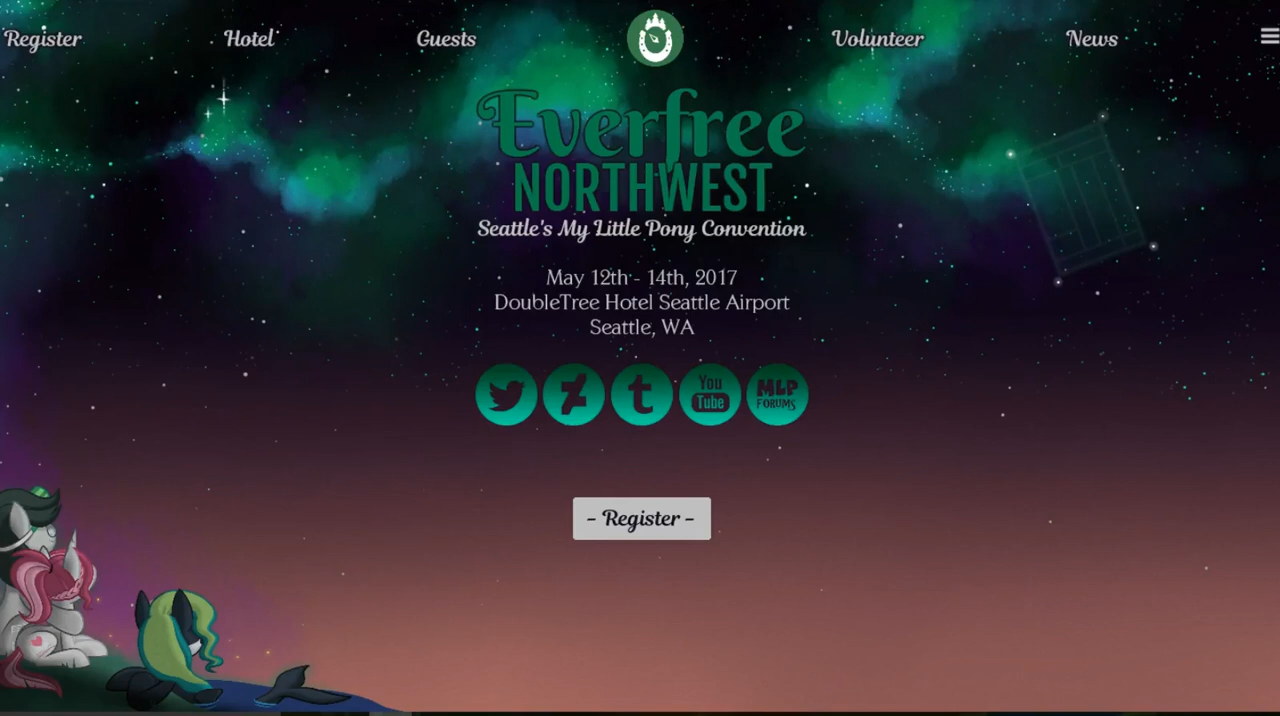 Register Hotel Guests Volunteer News
Everfree
NORTHWEST
Seattle's My Little Pony Convention
May 12th - 14th, 2017
DoubleTree Hotel Seattle Airport
Seattle, WA
t You Tube MLP FORUMS
- Register -